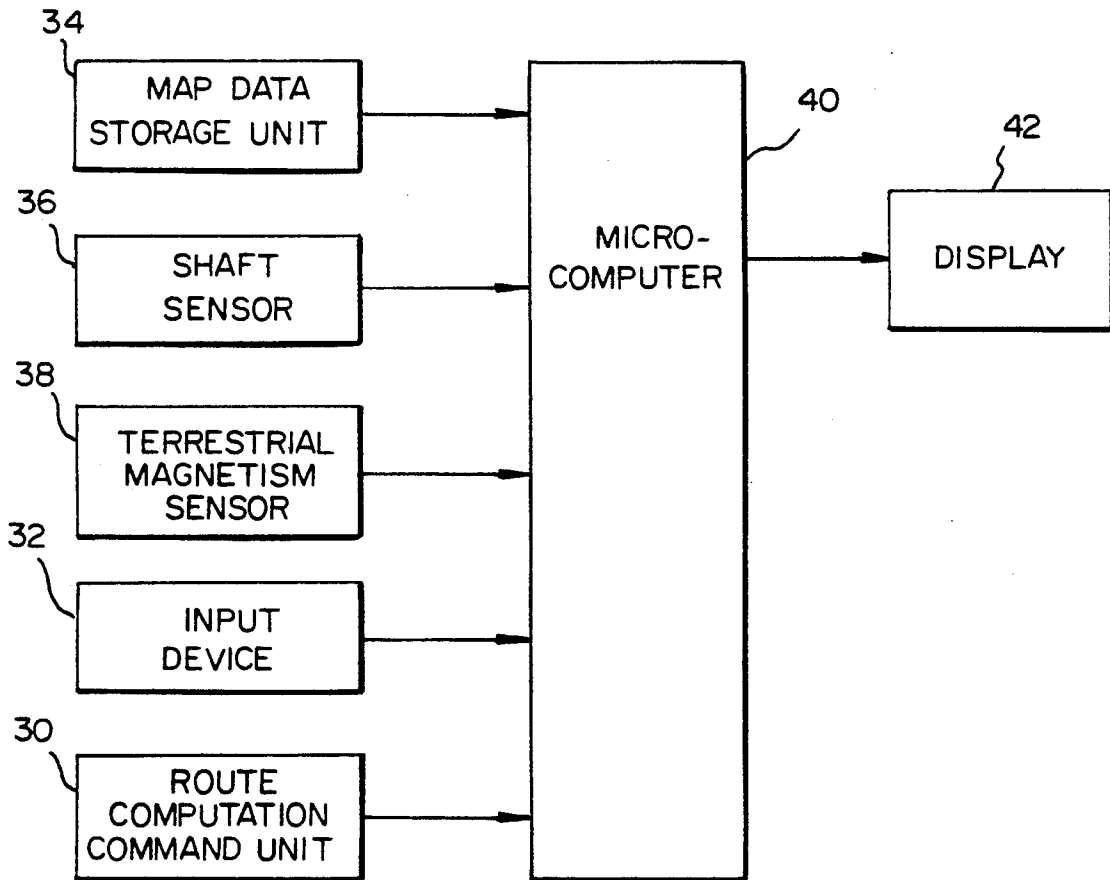 34
MAP DATA
STORAGE UNIT
36
SHAFT
SENSOR
38
TERRESTRIAL
MAGNETISM
SENSOR
32
INPUT
DEVICE
30
ROUTE
COMPUTATION
COMMAND UNIT
40
MICRO-
COMPUTER
42
DISPLAY